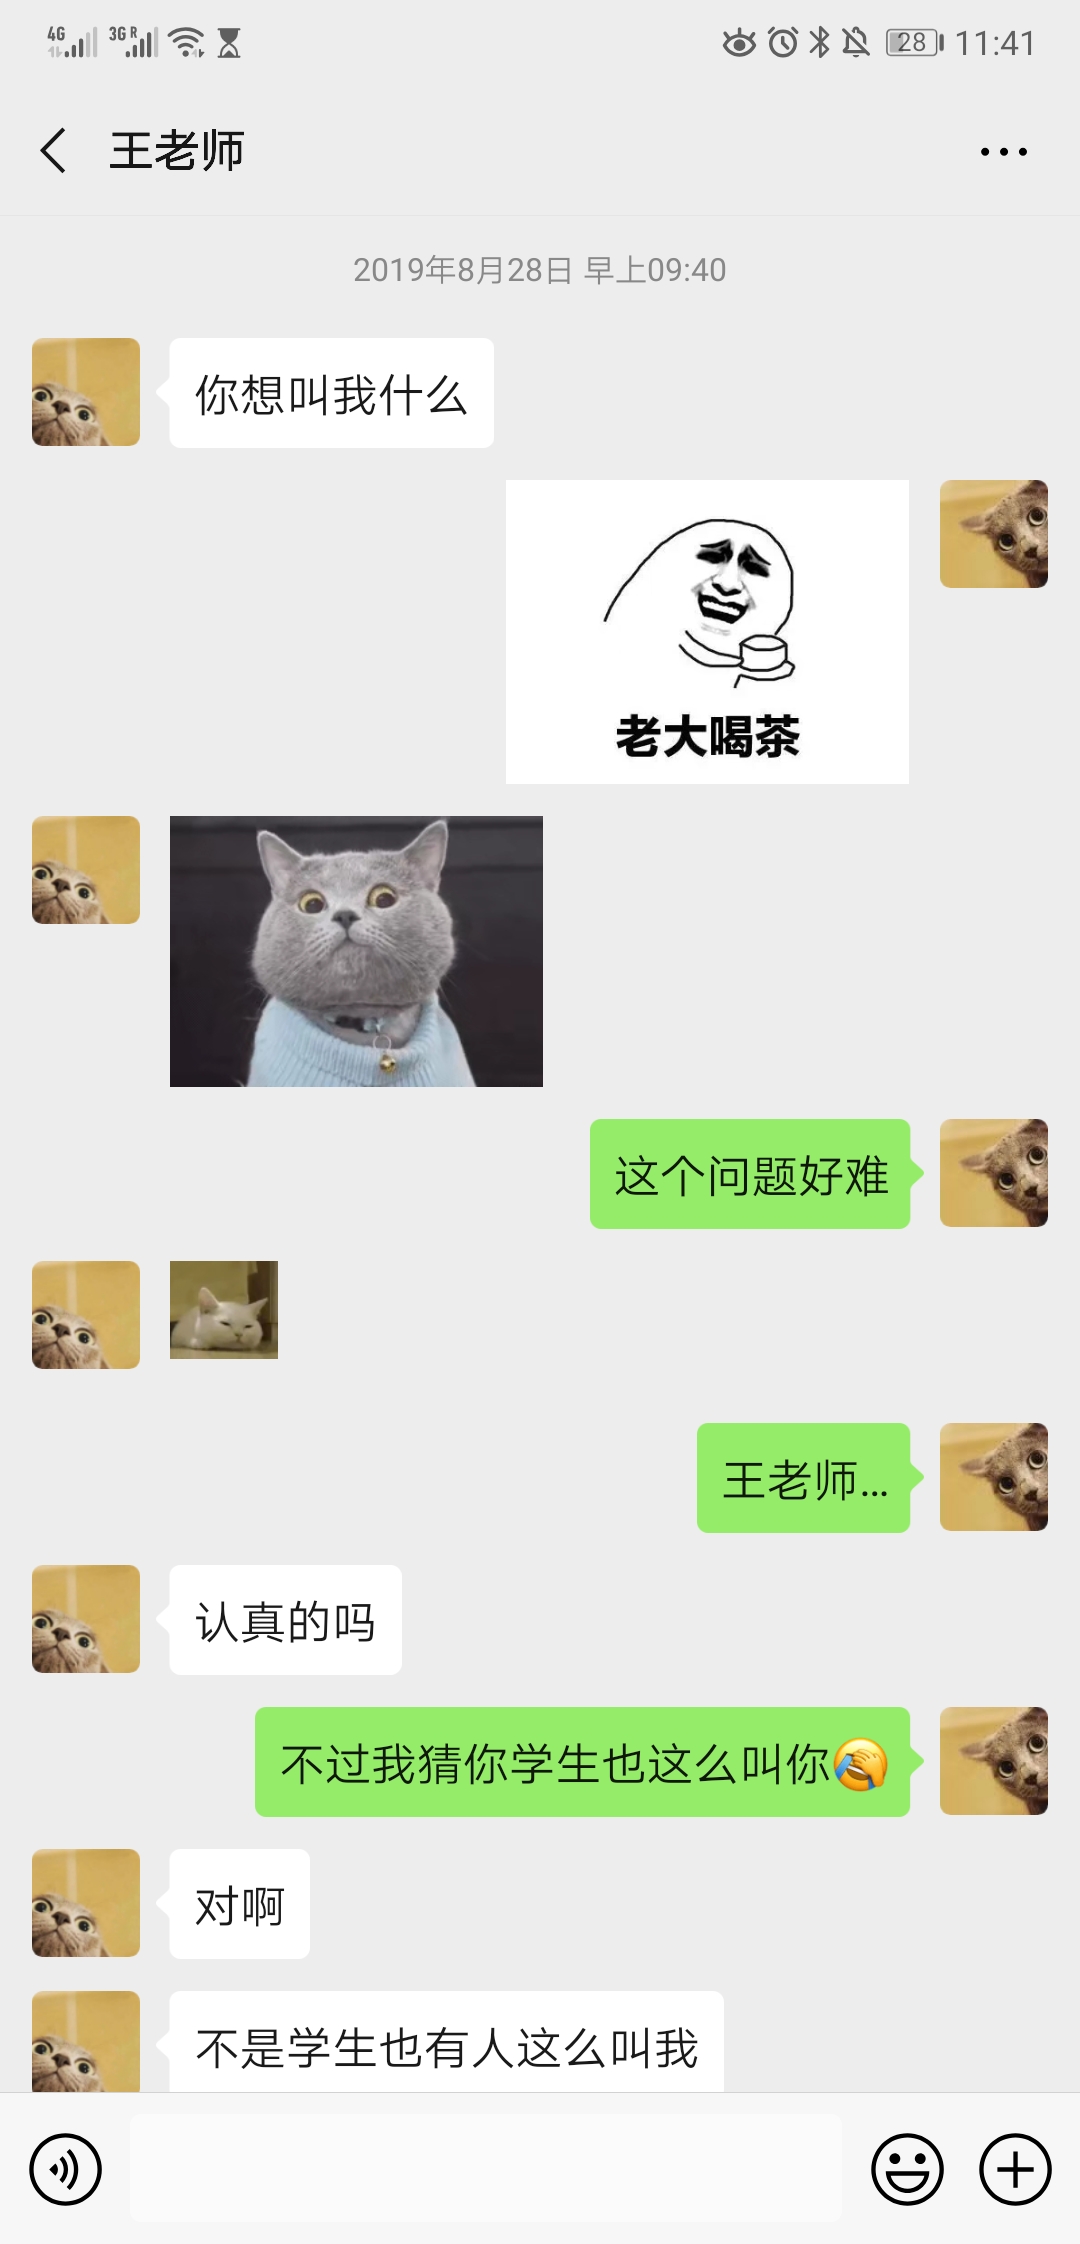 4G 3G R 28 11:41
王老师
2019年8月28日 早上09:40
你想叫我什么
老大喝茶
这个问题好难
王老师...
认真的吗
不过我猜你学生也这么叫你
对啊
不是学生也有人这么叫我